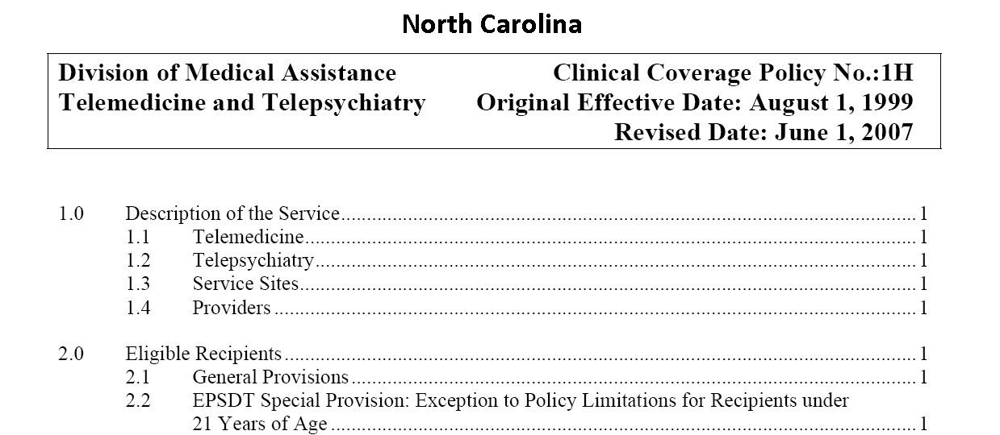 North Carolina
Division of Medical Assistance Clinical Coverage Policy No.:1H
Telemedicine and Telepsychiatry Original Effective Date: August 1, 1999
Revised Date: June 1, 2007
1.0 Description of the Service 1
1.1 Telemedicine 1
1.2 Telepsychiatry 1
1.3 Service Sites 1
1.4 Providers 1
2.0 Eligible Recipients 1
2.1 General Provisions 1
2.2 EPSDT Special Provision: Exception to Policy Limitations for Recipients under
21 Years of Age 1